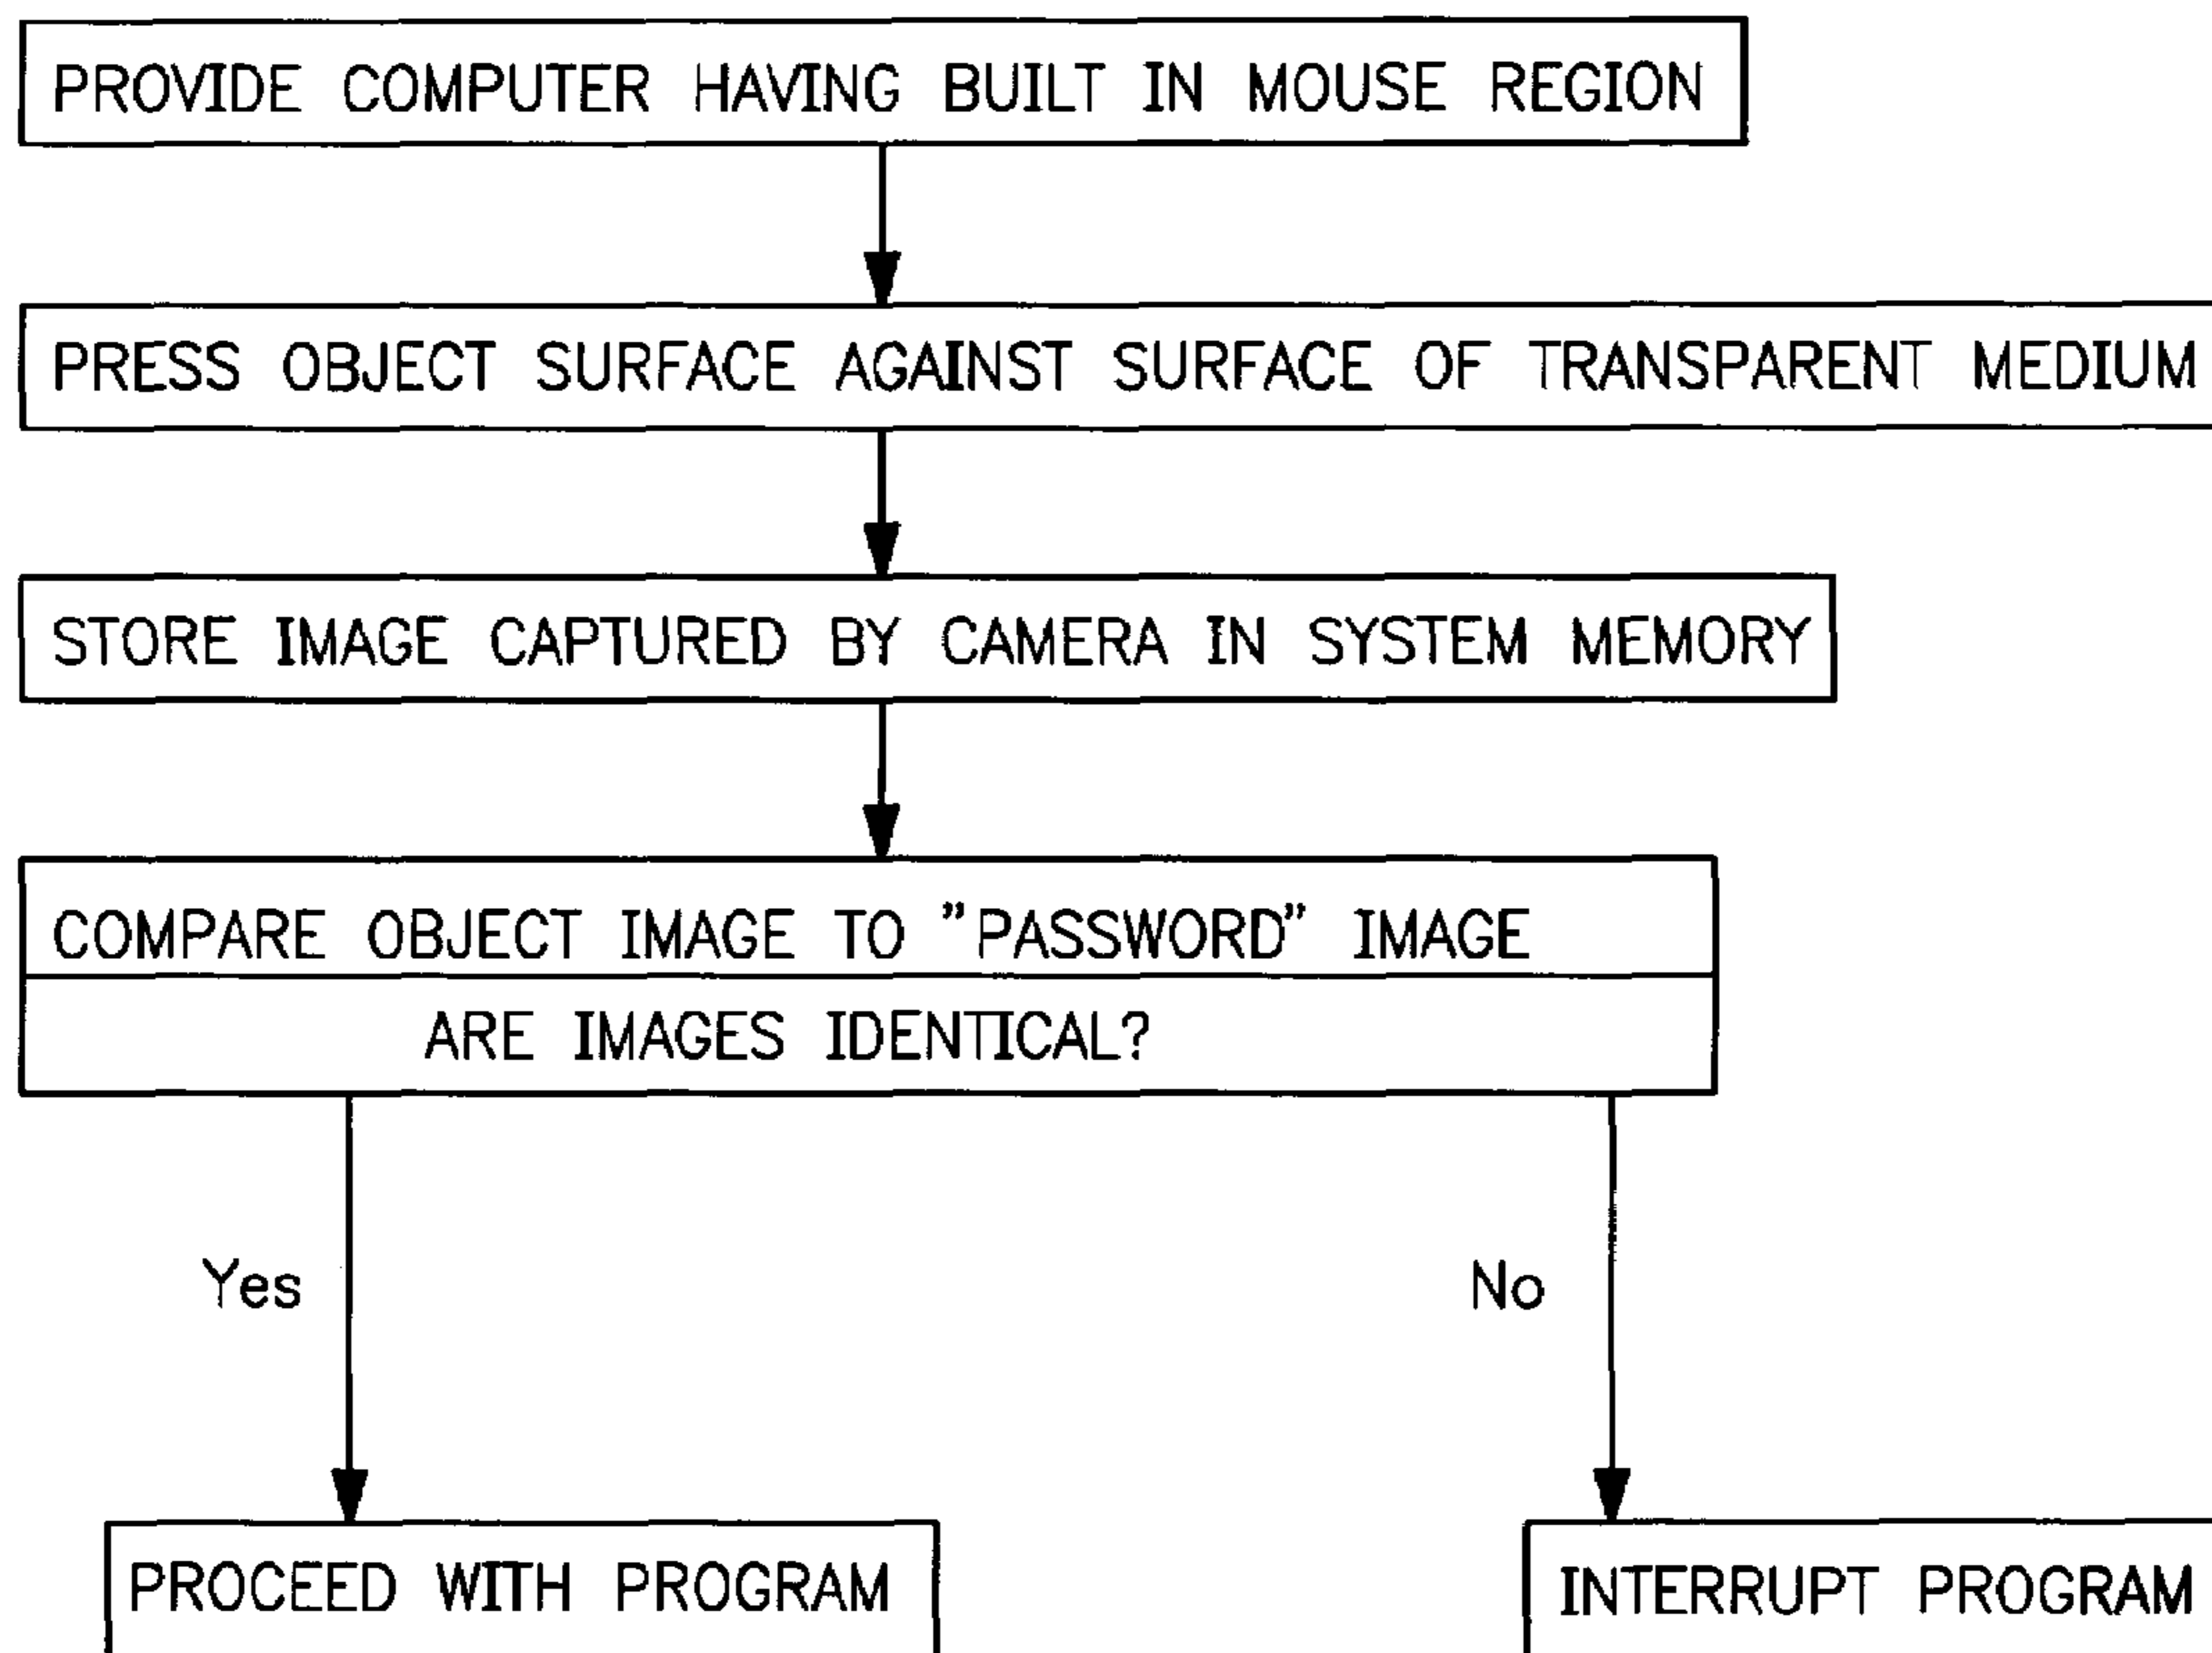 PROVIDE COMPUTER HAVING BUILT IN MOUSE REGION
PRESS OBJECT SURFACE AGAINST SURFACE OF TRANSPARENT MEDIUM
STORE IMAGE CAPTURED BY CAMERA IN SYSTEM MEMORY
COMPARE OBJECT IMAGE TO "PASSWORD" IMAGE
ARE IMAGES IDENTICAL?
Yes
No
PROCEED WITH PROGRAM
INTERRUPT PROGRAM